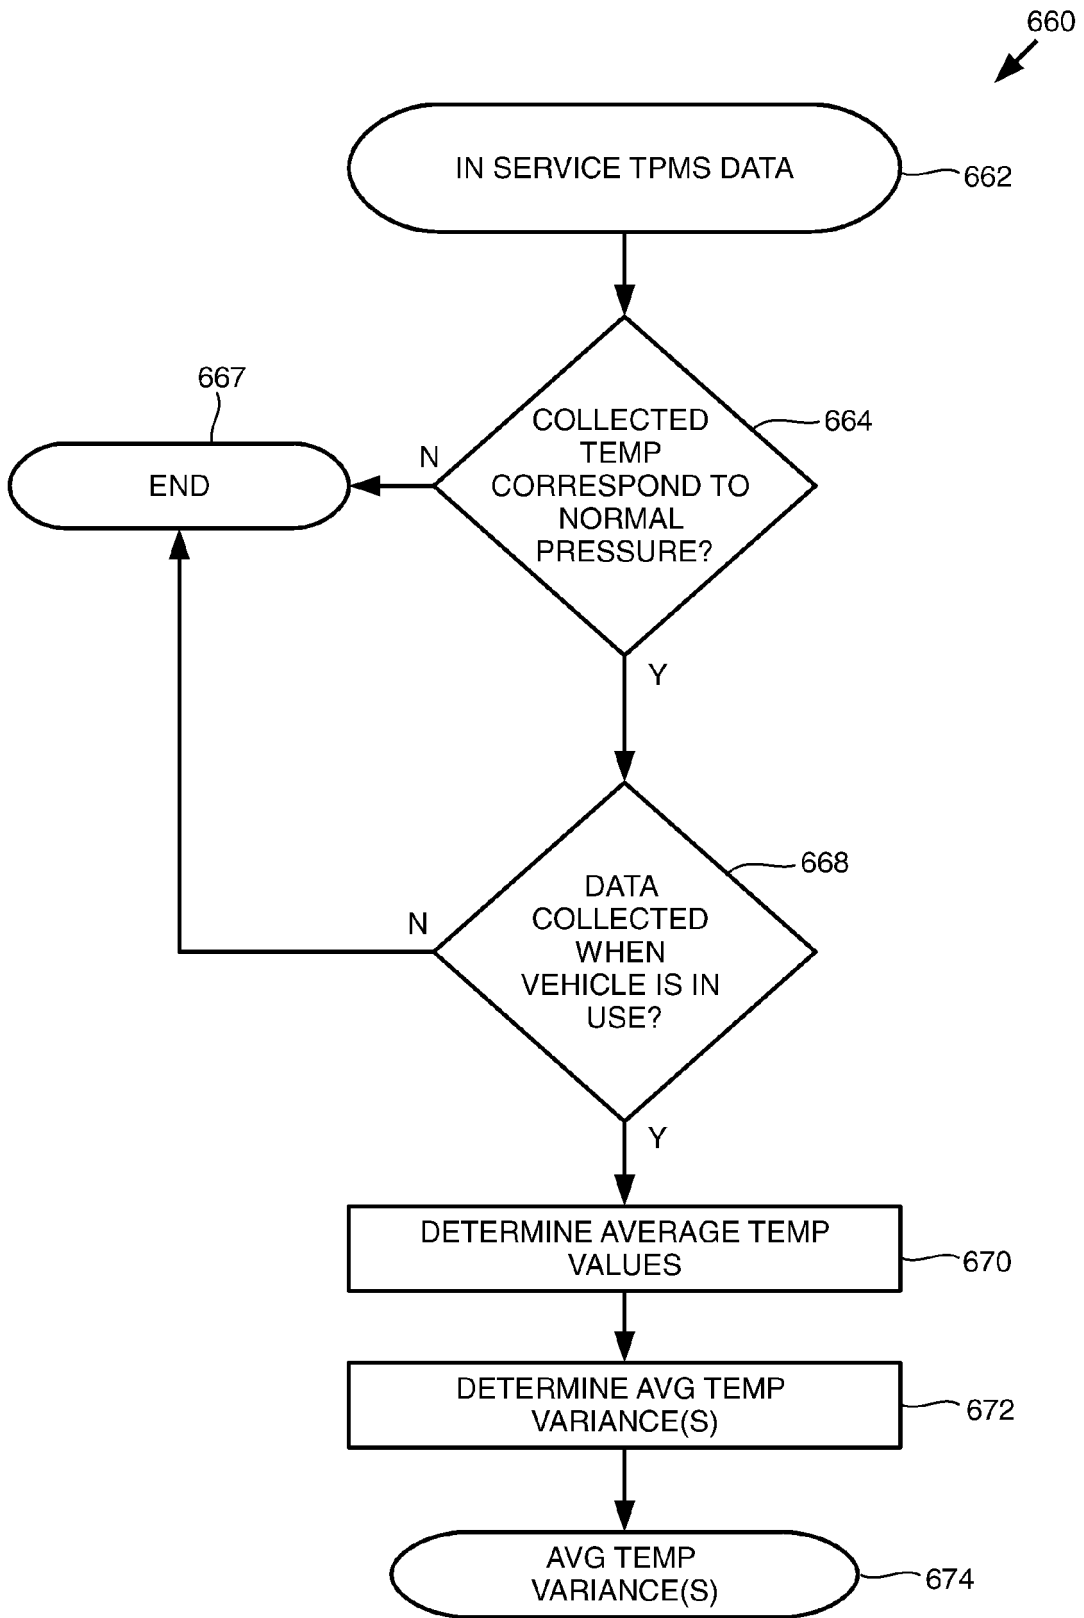 660
IN SERVICE TPMS DATA
662
667
END
N
COLLECTED
TEMP
CORRESPOND TO
NORMAL
PRESSURE?
664
Y
N
DATA
COLLECTED
WHEN
VEHICLE IS IN
USE?
668
Y
DETERMINE AVERAGE TEMP
VALUES
670
DETERMINE AVG TEMP
VARIANCE(S)
672
AVG TEMP
VARIANCE(S)
674